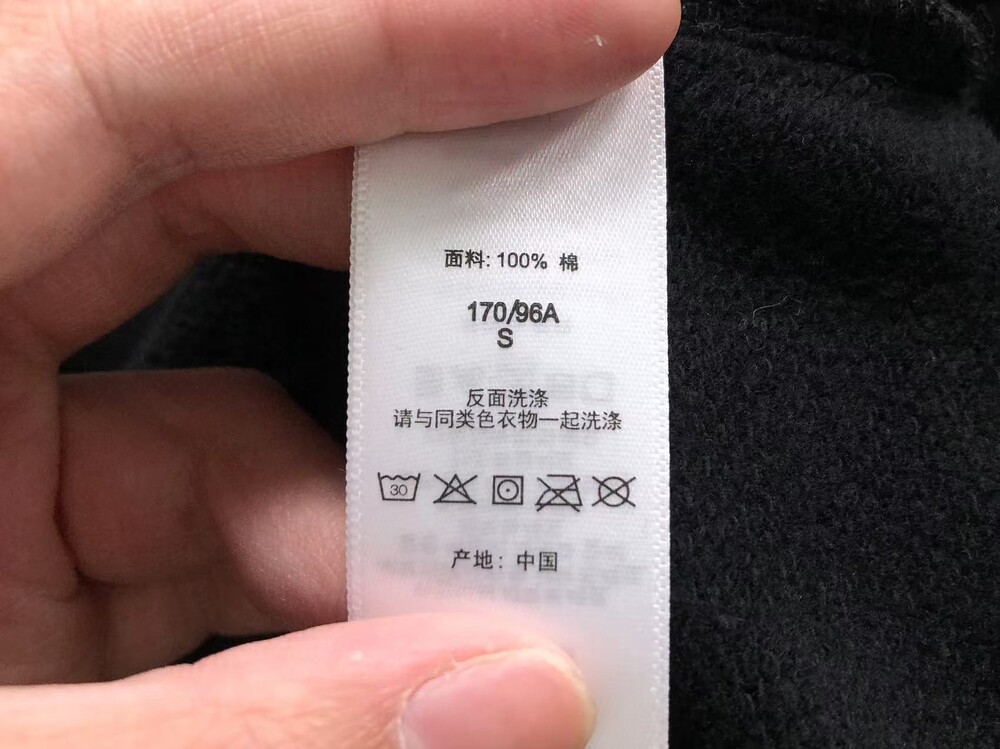 面料: 100% 棉
170/96A
S
反面洗涤
请与同类色衣物一起洗涤
30
产地: 中国